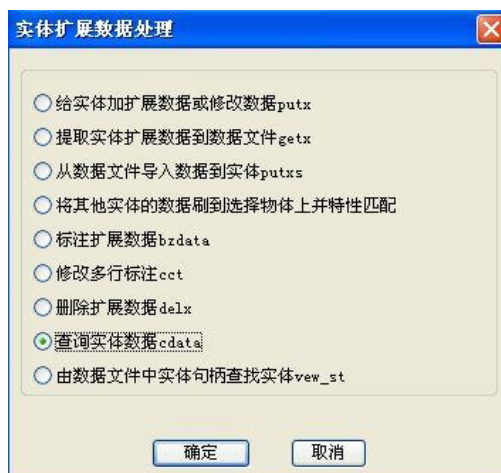 实体扩展数据处理
给实体加扩展数据或修改数据putx
提取实体扩展数据到数据文件getx
从数据文件导入数据到实体putxs
将其他实体的数据刷到选择物体上并特性匹配
标注扩展数据bzdata
修改多行标注cct
删除扩展数据delx
查询实体数据cdata
由数据文件中实体句柄查找实体vew_st
确定 取消